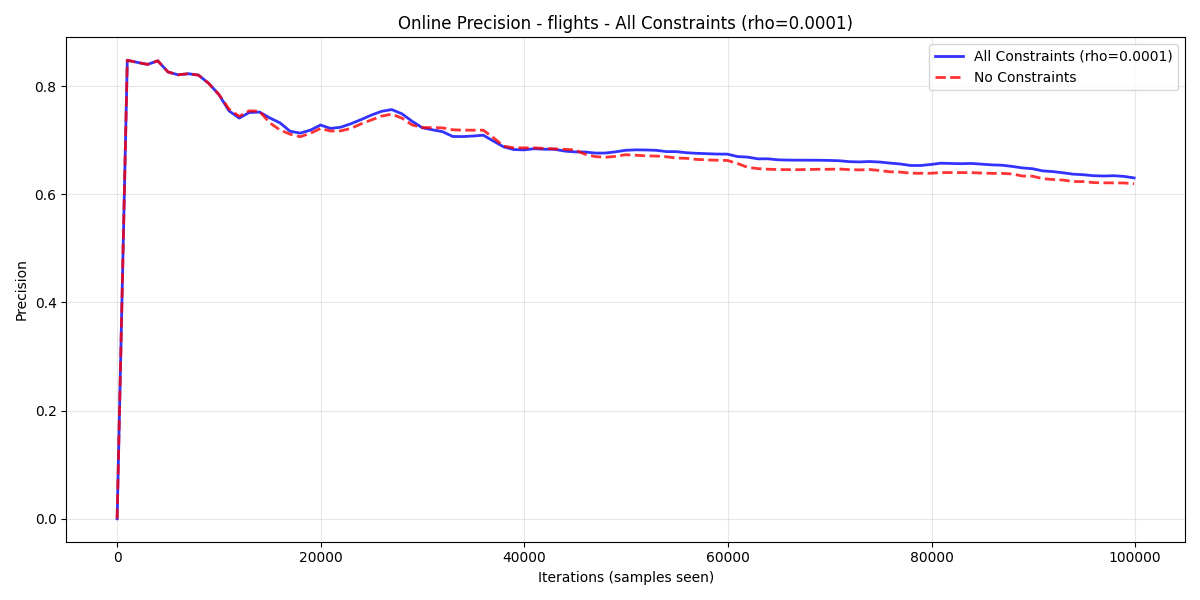 Online Precision - flights - All Constraints (rho=0.0001)
All Constraints (rho=0.0001)
No Constraints
Precision
0.8
0.6
0.4
0.2
0.0
0
20000
40000
60000
80000
100000
Iterations (samples seen)